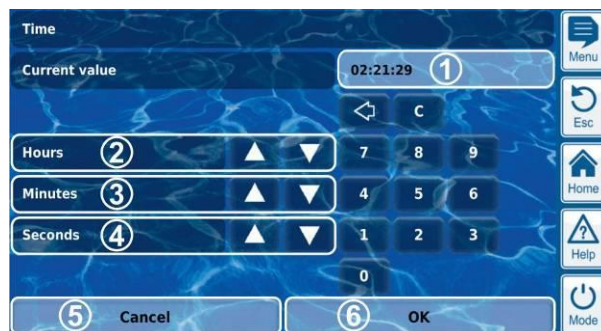 Time
Menu
Current value 02:21:29 1
C
Esc
Hours 2 7 8 9
Minutes 3 4 5 6
Home
Seconds 4 1 2 3
?
Help
0
5 Cancel 6 OK
Mode